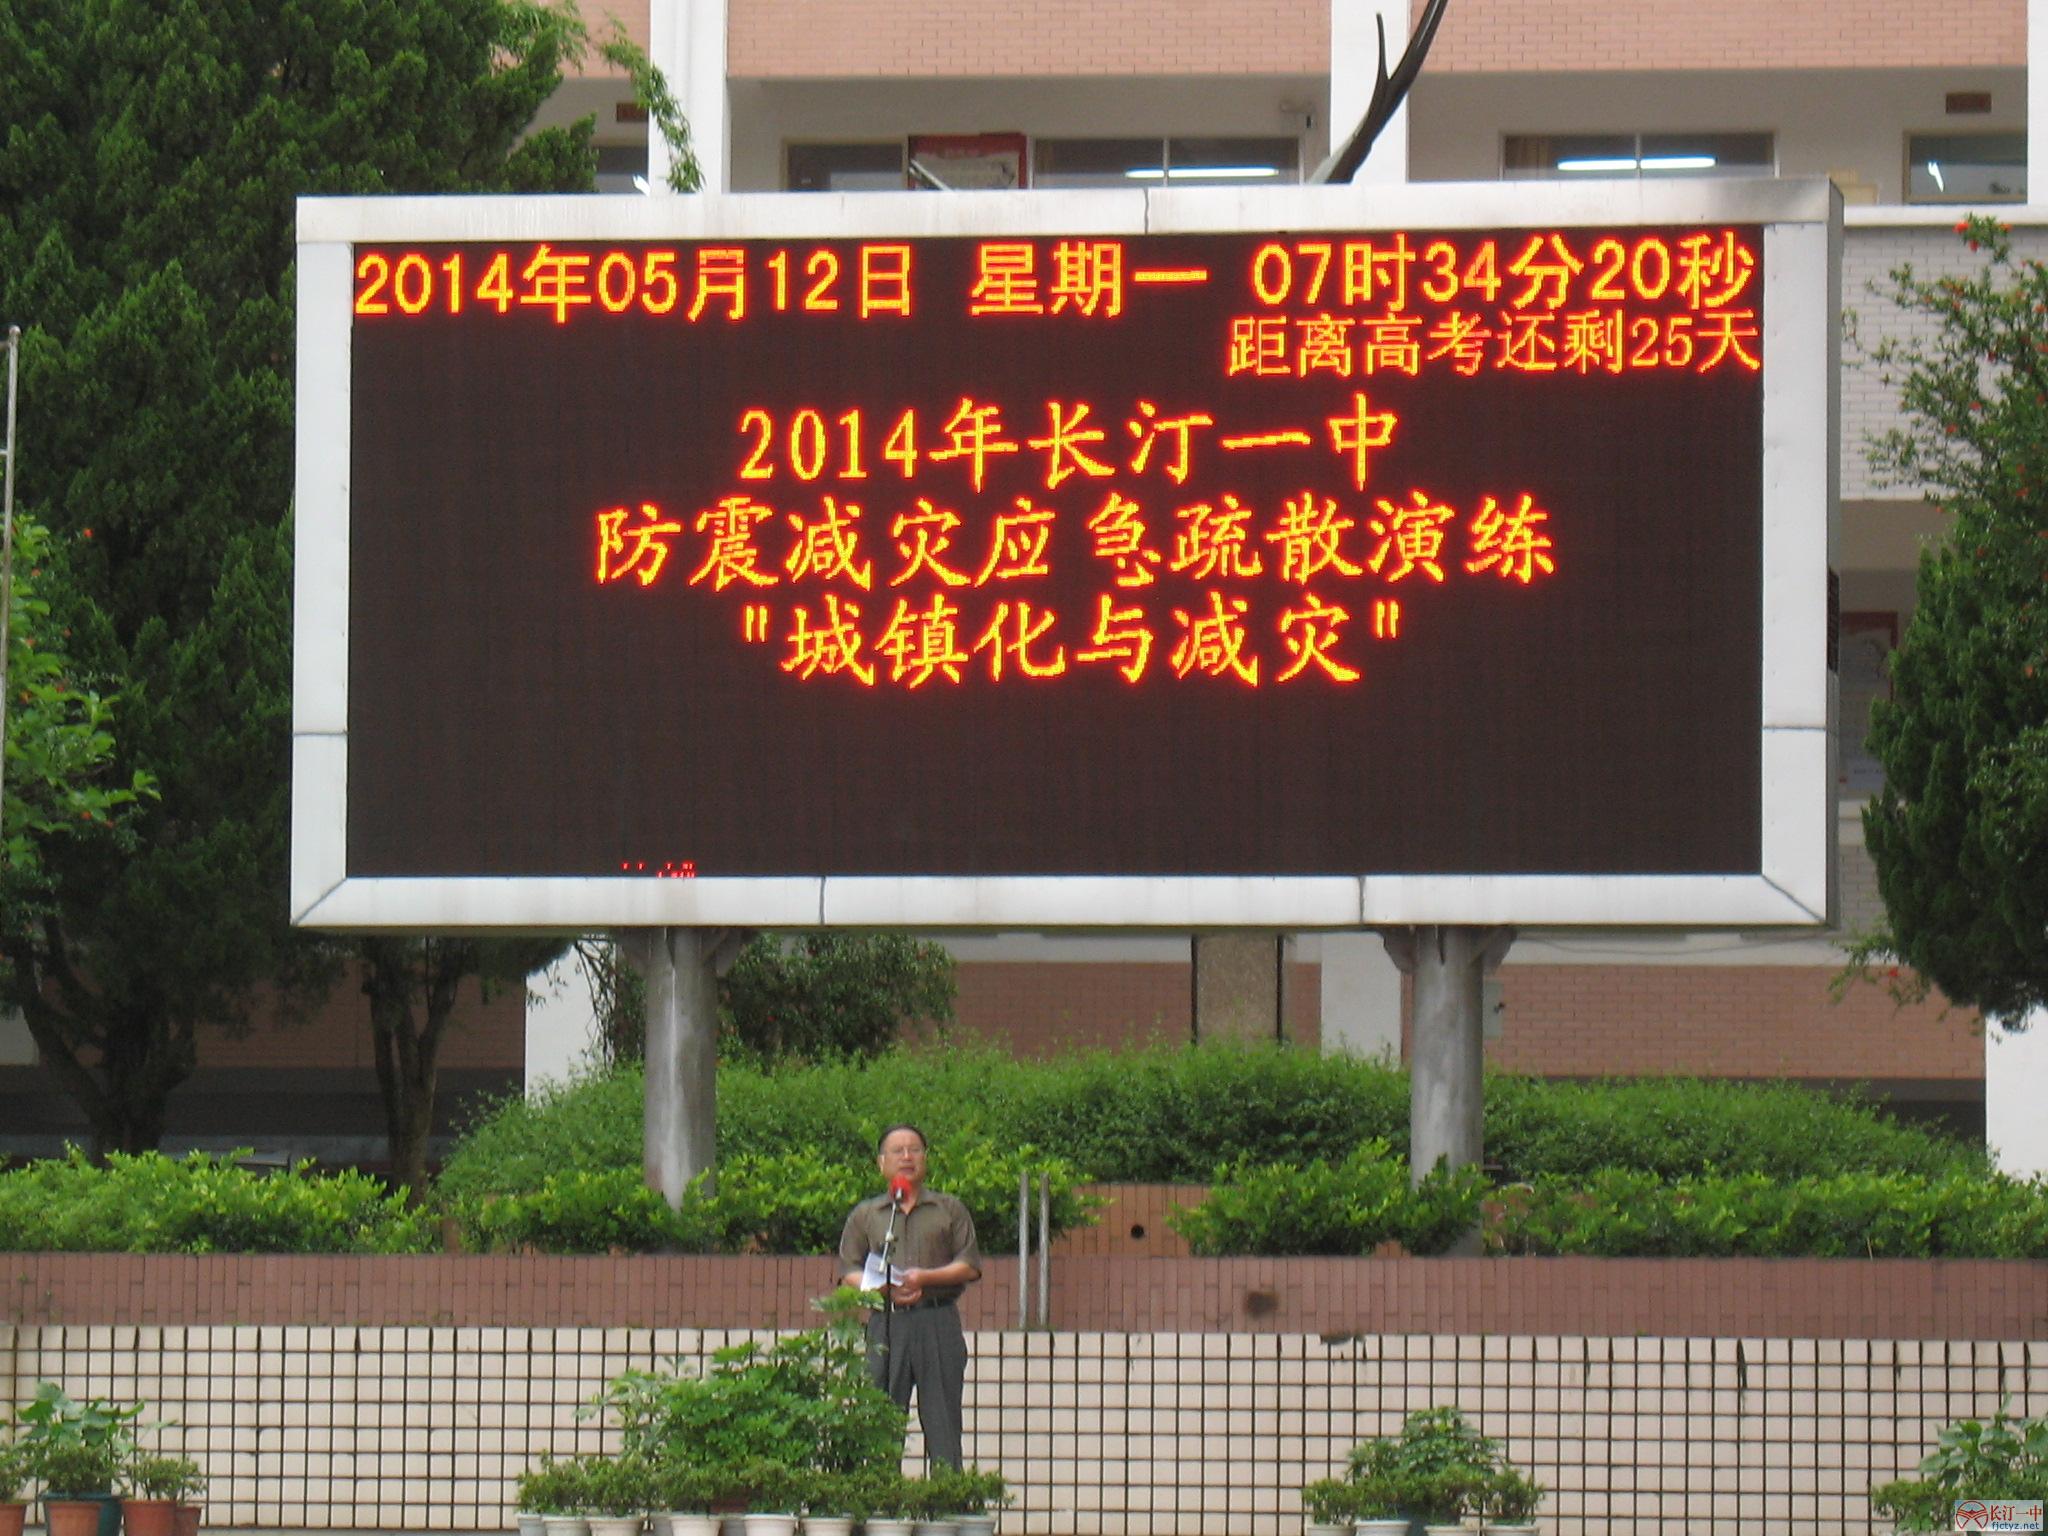 2014年05月12日 星期一 07时34分20秒
距离高考还剩25天
2014年长汀一中
防震减灾应急疏散演练
"城镇化与减灾"
长汀一中
fjctyz.net